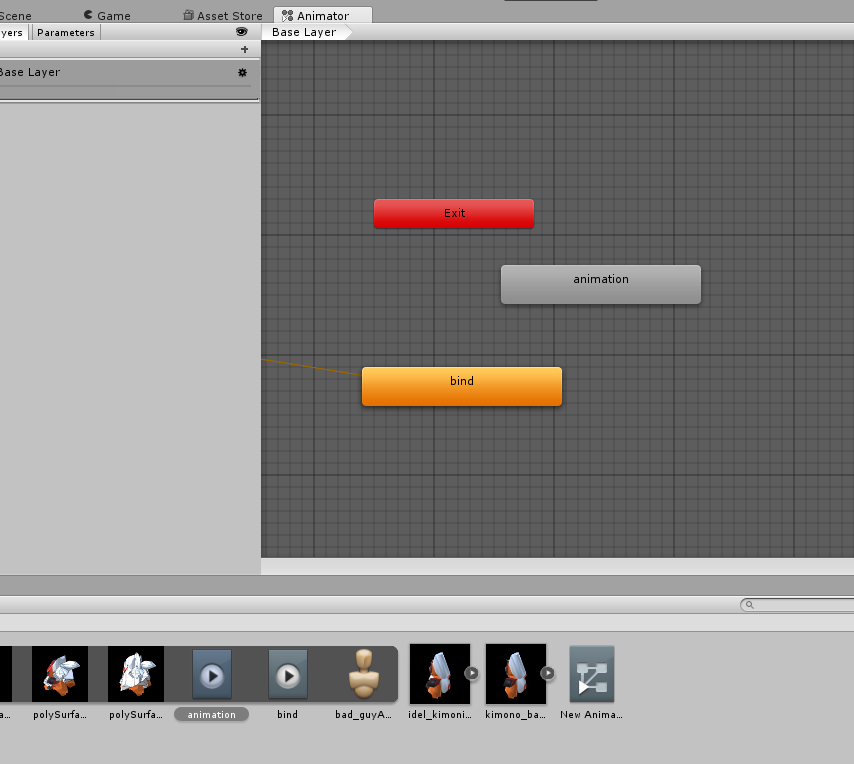 Scene Game Asset Store Animator
yers Parameters Base Layer
+
Base Layer
Exit
animation
bind
a... polySurfa... polySurfa... animation bind bad_guyA... idel_kimoni... kimono_ba... New Anima...